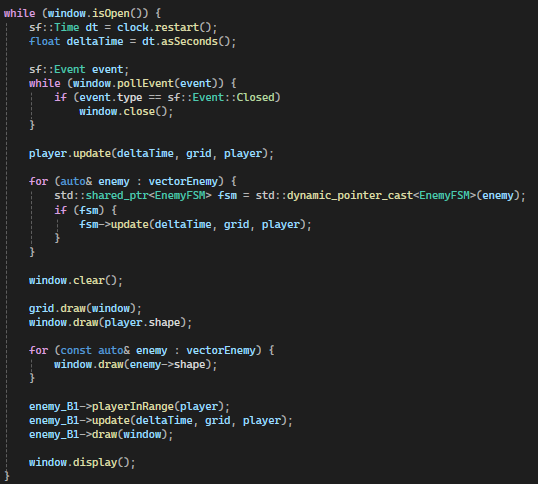 while (window.isOpen()) {
    sf::Time dt = clock.restart();
    float deltaTime = dt.asSeconds();

    sf::Event event;
    while (window.pollEvent(event)) {
        if (event.type == sf::Event::Closed)
            window.close();
    }

    player.update(deltaTime, grid, player);

    for (auto& enemy : vectorEnemy) {
        std::shared_ptr<EnemyFSM> fsm = std::dynamic_pointer_cast<EnemyFSM>(enemy);
        if (fsm) {
            fsm->update(deltaTime, grid, player);
        }
    }

    window.clear();

    grid.draw(window);
    window.draw(player.shape);

    for (const auto& enemy : vectorEnemy) {
        window.draw(enemy->shape);
    }

    enemy_B1->playerInRange(player);
    enemy_B1->update(deltaTime, grid, player);
    enemy_B1->draw(window);

    window.display();
}